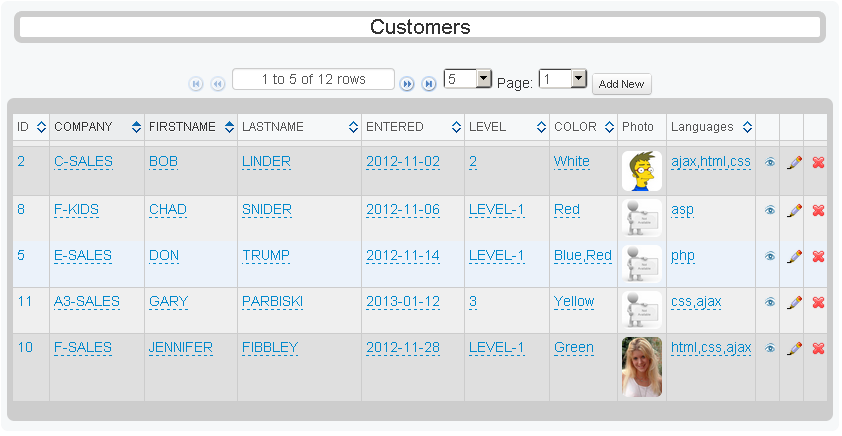 Customers
1 to 5 of 12 rows 5 Page: 1 Add New
ID COMPANY FIRSTNAME LASTNAME ENTERED LEVEL COLOR Photo Languages
2 C-SALES BOB LINDER 2012-11-02 2 White ajax,html,css
8 F-KIDS CHAD SNIDER 2012-11-06 LEVEL-1 Red asp
5 E-SALES DON TRUMP 2012-11-14 LEVEL-1 Blue,Red php
11 A3-SALES GARY PARBISKI 2013-01-12 3 Yellow css,ajax
10 F-SALES JENNIFER FIBBLEY 2012-11-28 LEVEL-1 Green html,css,ajax